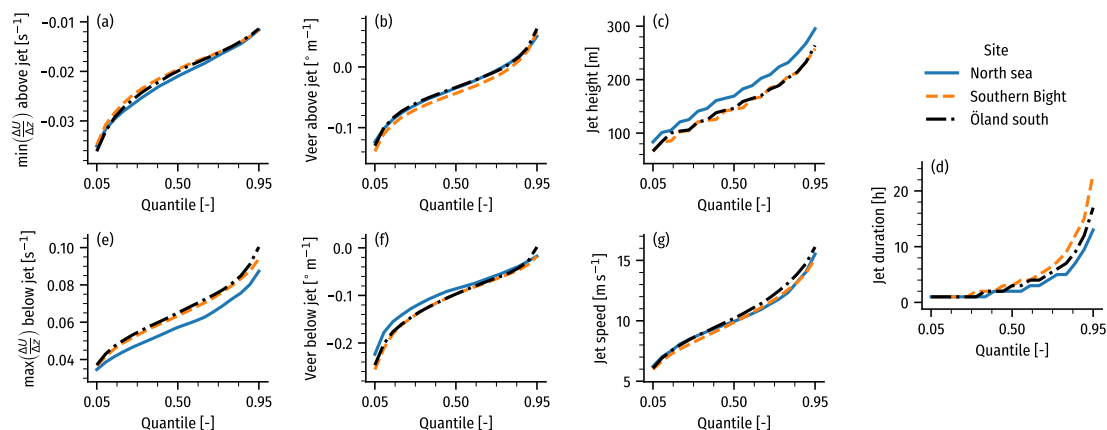 (a)
min(ΔU/Δz) above jet [s⁻¹]
−0.01
−0.02
−0.03
0.05 0.50 0.95
Quantile [-]
(b)
Veer above jet [° m⁻¹]
0.0
−0.1
0.05 0.50 0.95
Quantile [-]
(c)
Jet height [m]
300
200
100
0.05 0.50 0.95
Quantile [-]
Site
North sea
Southern Bight
Öland south
(d)
Jet duration [h]
20
10
0
0.05 0.50 0.95
Quantile [-]
(e)
max(ΔU/Δz) below jet [s⁻¹]
0.10
0.08
0.06
0.04
0.05 0.50 0.95
Quantile [-]
(f)
Veer below jet [° m⁻¹]
0.0
−0.1
−0.2
0.05 0.50 0.95
Quantile [-]
(g)
Jet speed [m s⁻¹]
15
10
5
0.05 0.50 0.95
Quantile [-]